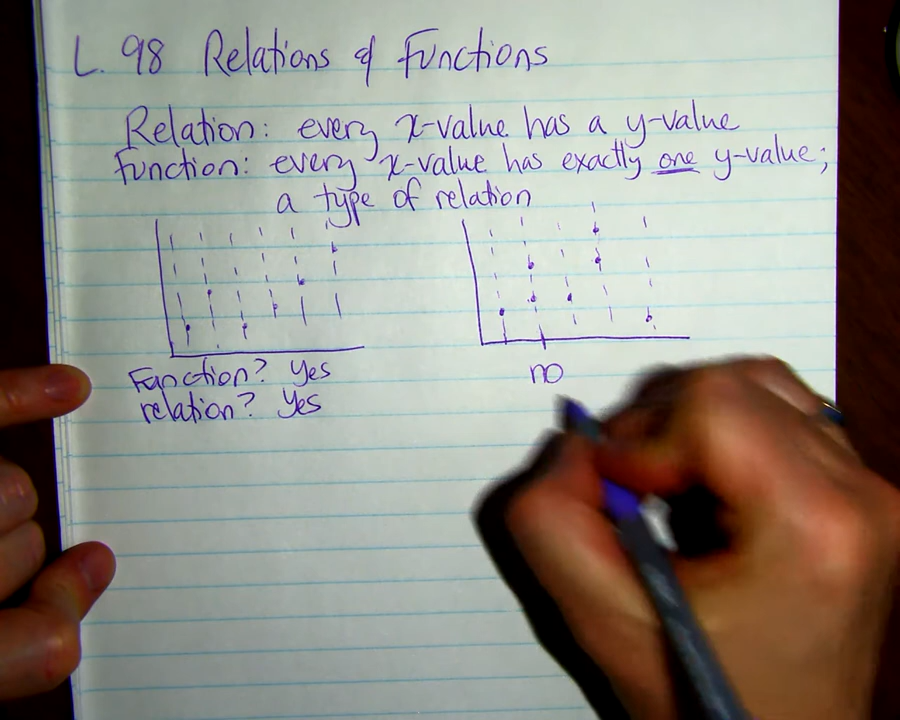 L. 98 Relations & Functions
Relation: every x-value has a y-value
Function: every x-value has exactly one y-value;
a type of relation
Function? Yes
no
relation? Yes